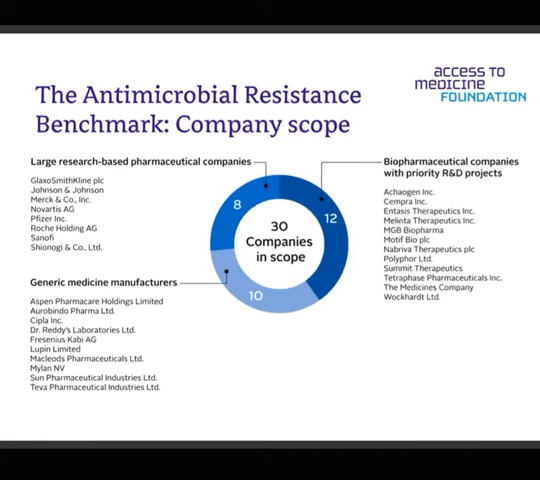 ACCESS TO
MEDICINE
FOUNDATION
The Antimicrobial Resistance
Benchmark: Company scope
Large research-based pharmaceutical companies
GlaxoSmithKline plc
Johnson & Johnson
Merck & Co., Inc.
Novartis AG
Pfizer Inc.
Roche Holding AG
Sanofi
Shionogi & Co., Ltd.
Generic medicine manufacturers
Aspen Pharmacare Holdings Limited
Aurobindo Pharma Ltd.
Cipla Inc.
Dr. Reddy's Laboratories Ltd.
Fresenius Kabi AG
Lupin Limited
Macleods Pharmaceuticals Ltd.
Mylan NV
Sun Pharmaceutical Industries Ltd.
Teva Pharmaceutical Industries Ltd.
8
12
10
30
Companies
in scope
Biopharmaceutical companies
with priority R&D projects
Achaogen Inc.
Cempra Inc.
Entasis Therapeutics Inc.
Melinta Therapeutics Inc.
MGB Biopharma
Motif Bio plc
Nabriva Therapeutics plc
Polyphor Ltd.
Summit Therapeutics
Tetraphase Pharmaceuticals Inc.
The Medicines Company
Wockhardt Ltd.